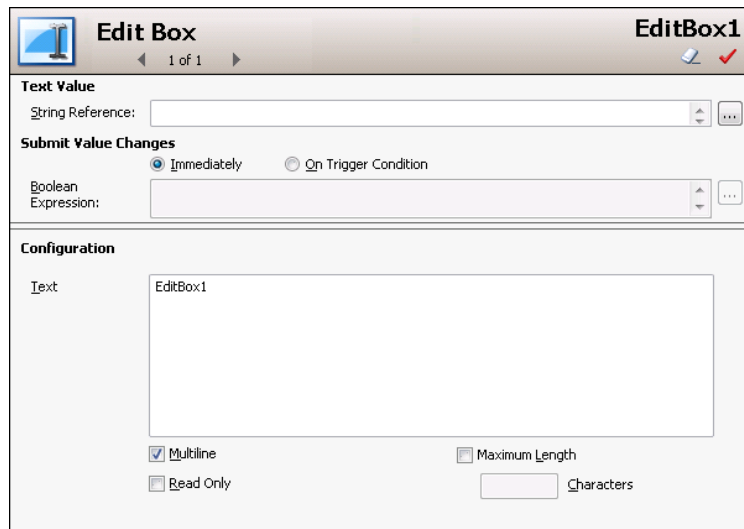 Edit Box
EditBox1
1 of 1
Text Value
String Reference:
...
Submit Value Changes
Immediately
On Trigger Condition
Boolean
Expression:
...
Configuration
Text
EditBox1
Multiline
Maximum Length
Read Only
Characters